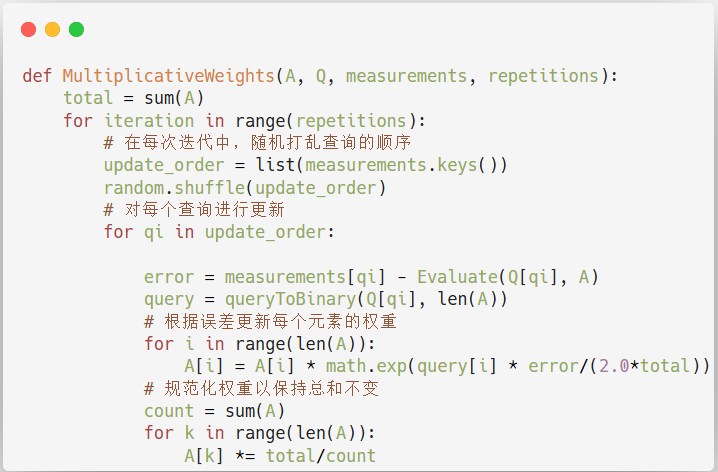 def MultiplicativeWeights(A, Q, measurements, repetitions):
    total = sum(A)
    for iteration in range(repetitions):
        # 在每次迭代中，随机打乱查询的顺序
        update_order = list(measurements.keys())
        random.shuffle(update_order)
        # 对每个查询进行更新
        for qi in update_order:
            error = measurements[qi] - Evaluate(Q[qi], A)
            query = queryToBinary(Q[qi], len(A))
            # 根据误差更新每个元素的权重
            for i in range(len(A)):
                A[i] = A[i] * math.exp(query[i] * error/(2.0*total))
            # 规范化权重以保持总和不变
            count = sum(A)
            for k in range(len(A)):
                A[k] *= total/count